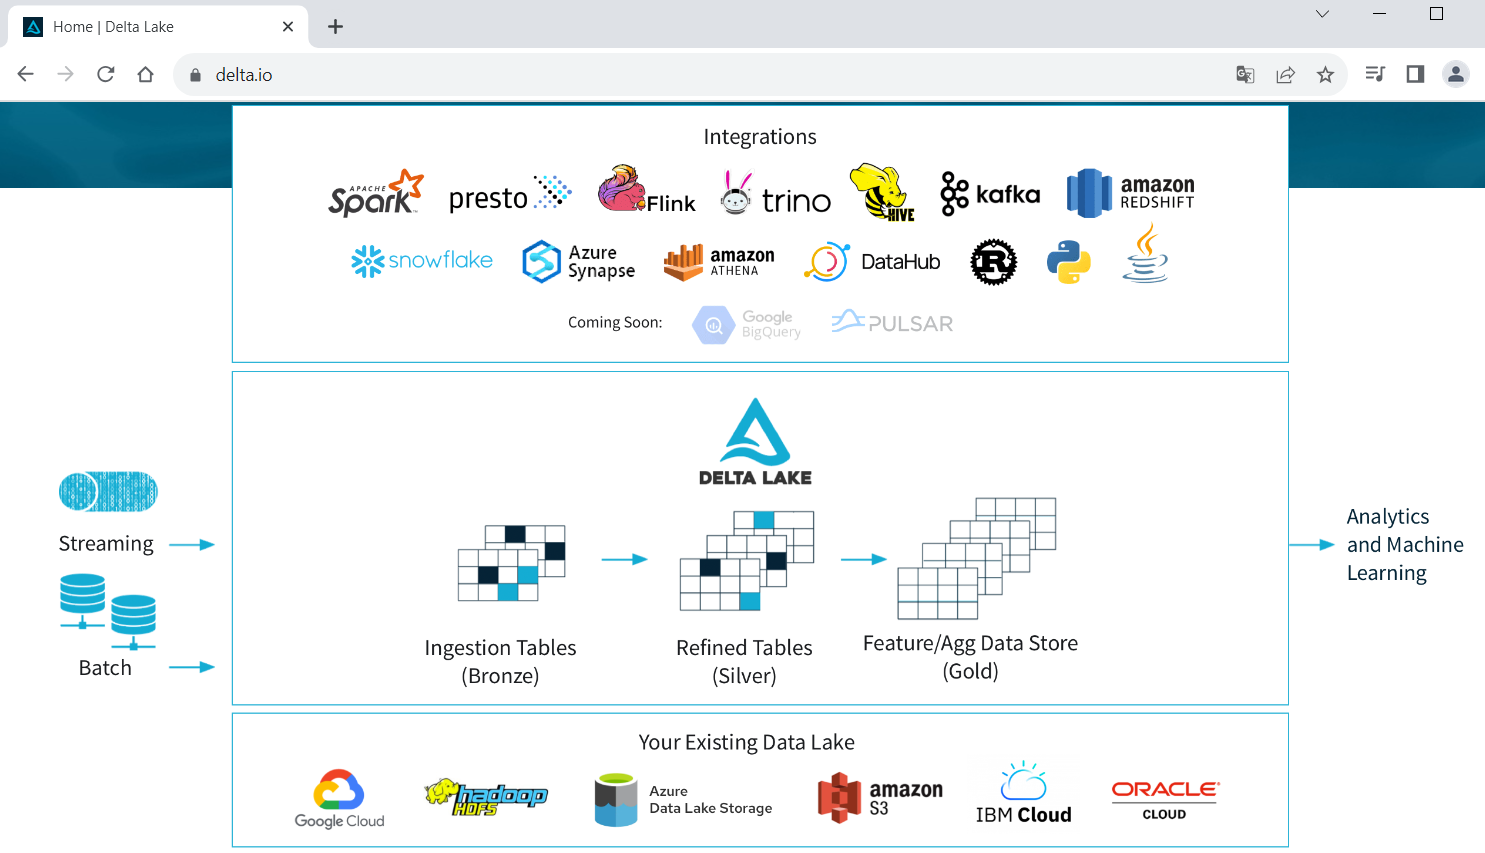 Home | Delta Lake
delta.io
Integrations
APACHE
Spark™
presto
Flink
trino
HIVE
kafka
amazon
REDSHIFT
snowflake
Azure
Synapse
amazon
ATHENA
DataHub
R
Coming Soon:
Google
BigQuery
PULSAR
DELTA LAKE
Streaming
Batch
Ingestion Tables
(Bronze)
Refined Tables
(Silver)
Feature/Agg Data Store
(Gold)
Analytics
and Machine
Learning
Your Existing Data Lake
Google Cloud
hadoop
HDFS
Azure
Data Lake Storage
amazon
S3
IBM Cloud
ORACLE®
CLOUD